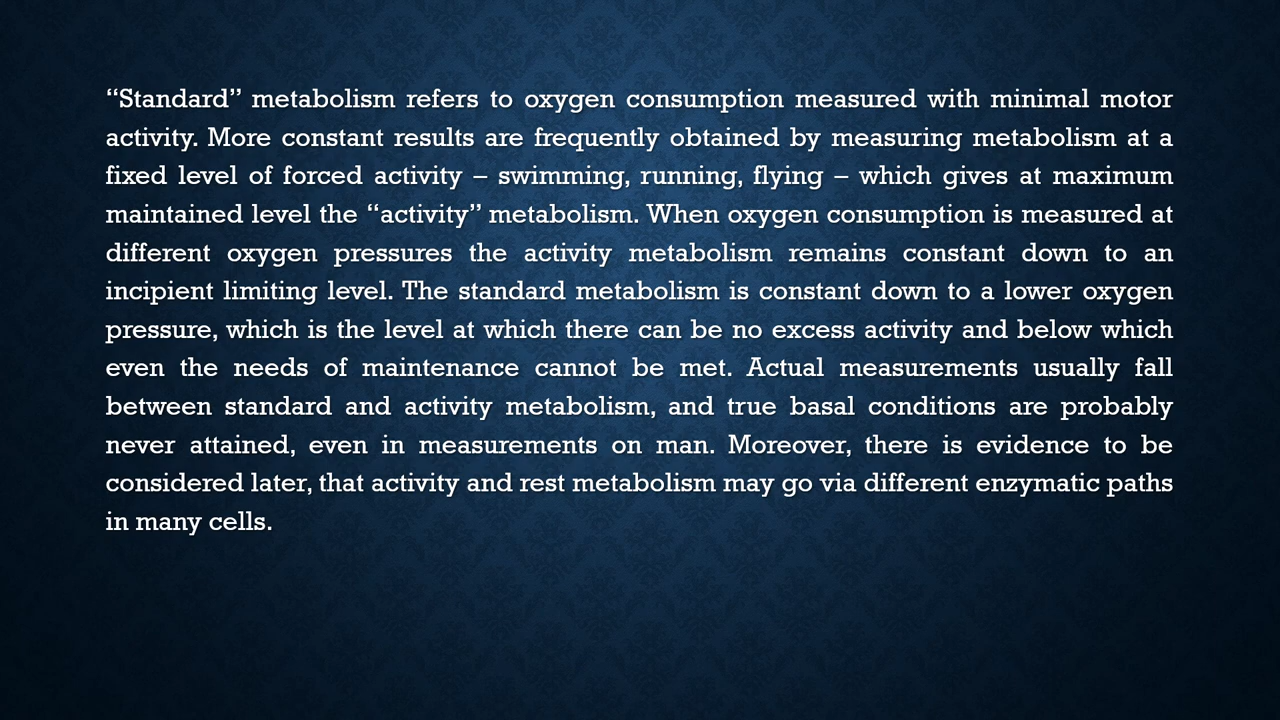 “Standard” metabolism refers to oxygen consumption measured with minimal motor
activity. More constant results are frequently obtained by measuring metabolism at a
fixed level of forced activity – swimming, running, flying – which gives at maximum
maintained level the “activity” metabolism. When oxygen consumption is measured at
different oxygen pressures the activity metabolism remains constant down to an
incipient limiting level. The standard metabolism is constant down to a lower oxygen
pressure, which is the level at which there can be no excess activity and below which
even the needs of maintenance cannot be met. Actual measurements usually fall
between standard and activity metabolism, and true basal conditions are probably
never attained, even in measurements on man. Moreover, there is evidence to be
considered later, that activity and rest metabolism may go via different enzymatic paths
in many cells.